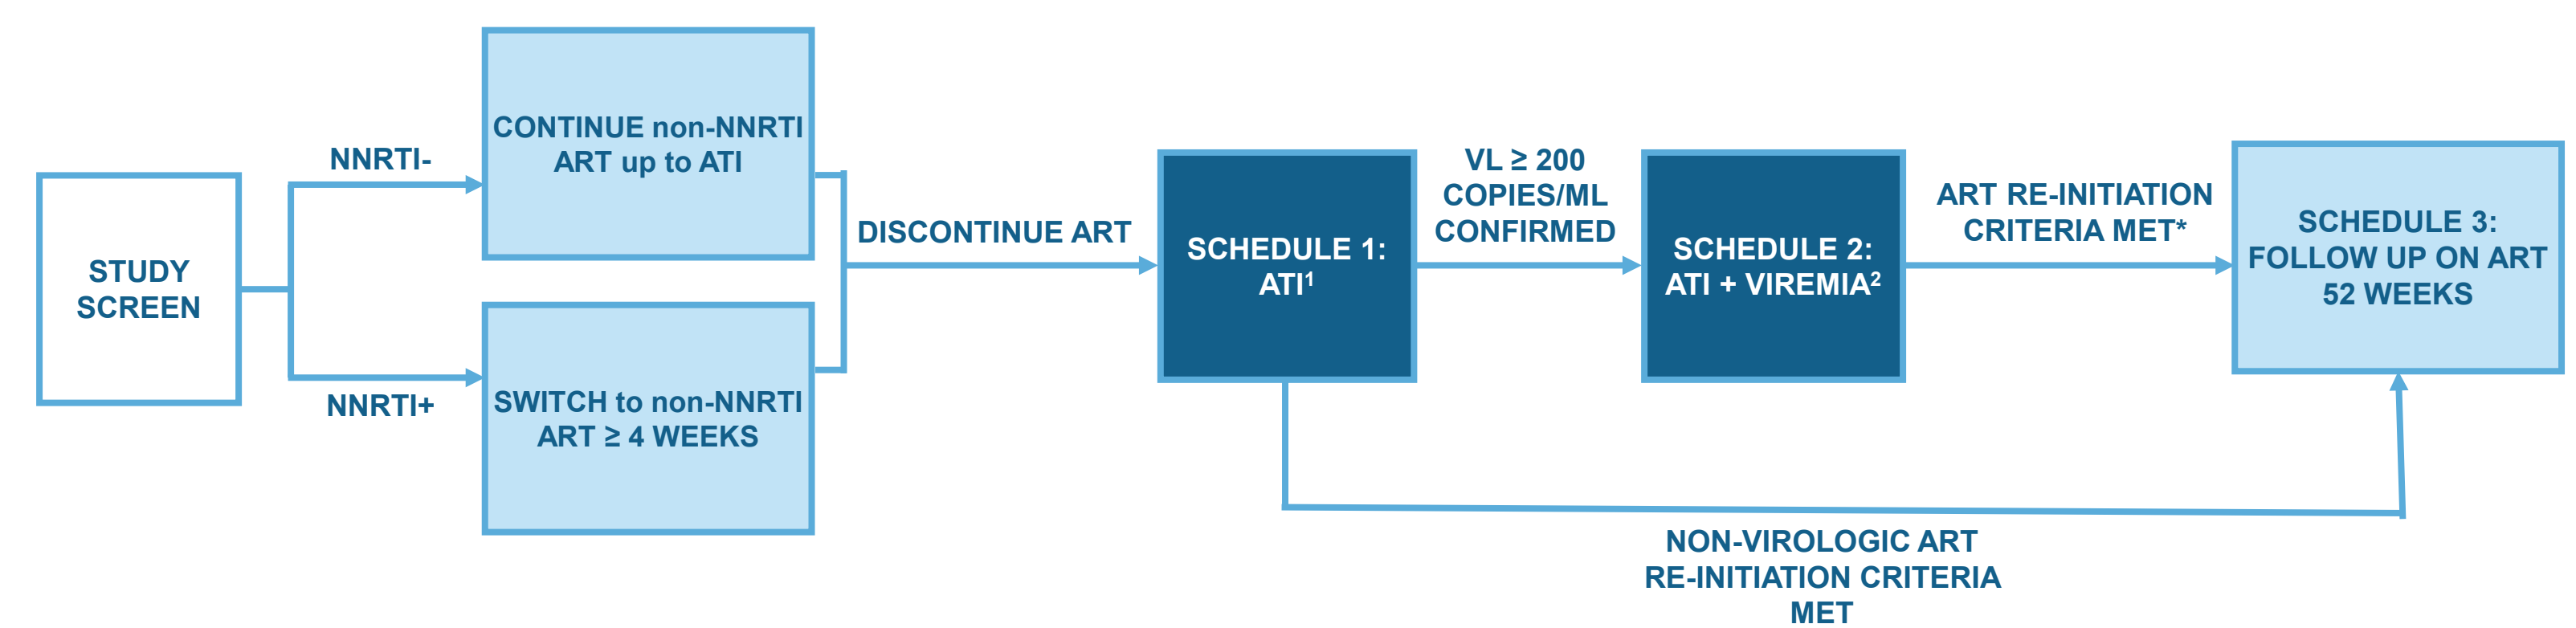 STUDY
SCREEN
NNRTI-
NNRTI+
CONTINUE non-NNRTI
ART up to ATI
SWITCH to non-NNRTI
ART ≥ 4 WEEKS
DISCONTINUE ART
SCHEDULE 1:
ATI¹
VL ≥ 200
COPIES/ML
CONFIRMED
SCHEDULE 2:
ATI + VIREMIA²
ART RE-INITIATION
CRITERIA MET*
SCHEDULE 3:
FOLLOW UP ON ART
52 WEEKS
NON-VIROLOGIC ART
RE-INITIATION CRITERIA
MET